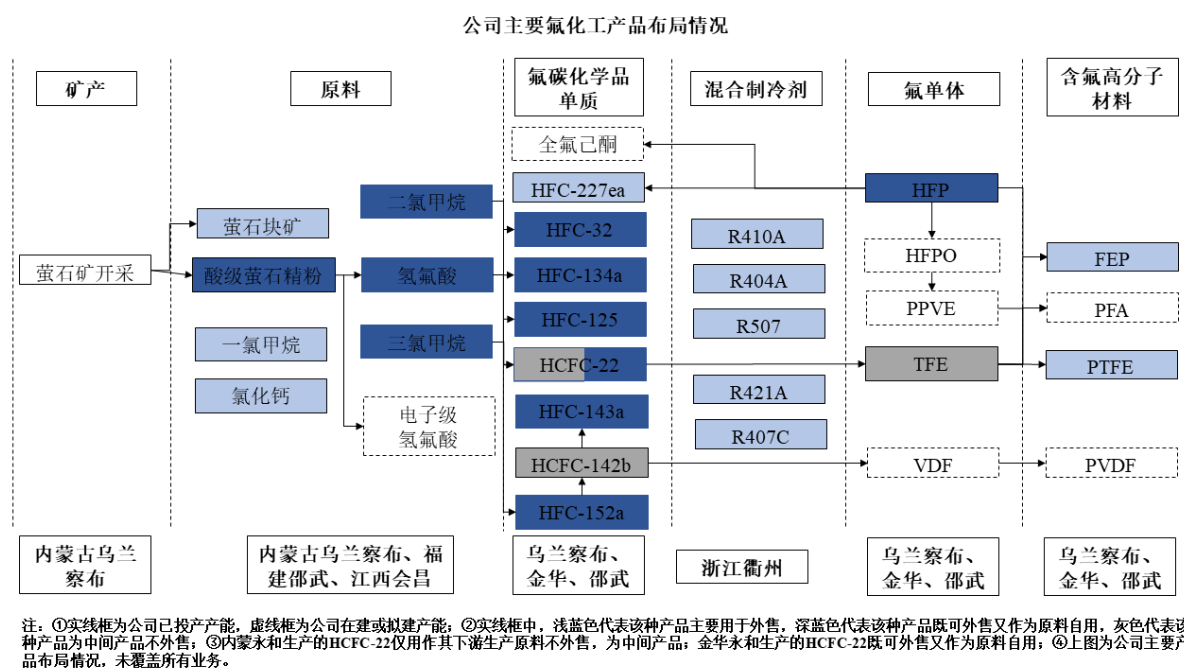 公司主要氟化工产品布局情况
矿产
原料
氟碳化学品
单质
混合制冷剂
氟单体
含氟高分子
材料
全氟己酮
HFC-227ea
HFP
二氯甲烷
萤石块矿
HFC-32
R410A
HFPO
FEP
萤石矿开采
酸级萤石精粉
氢氟酸
HFC-134a
R404A
PPVE
PFA
HFC-125
R507
一氯甲烷
三氯甲烷
HCFC-22
TFE
PTFE
氯化钙
R421A
电子级
氢氟酸
HFC-143a
R407C
HCFC-142b
VDF
PVDF
HFC-152a
内蒙古乌兰
察布
内蒙古乌兰察布、福
建邵武、江西会昌
乌兰察布、
金华、邵武
浙江衢州
乌兰察布、
金华、邵武
乌兰察布、
金华、邵武
注：①实线框为公司已投产产能，虚线框为公司在建或拟建产能；②实线框中，浅蓝色代表该种产品主要用于外售，深蓝色代表该种产品既可外售又作为原料自用，灰色代表该
种产品为中间产品不外售；③内蒙永和生产的HCFC-22仅用作其下游生产原料不外售，为中间产品；金华永和生产的HCFC-22既可外售又作为原料自用；④上图为公司主要产
品布局情况，未覆盖所有业务。